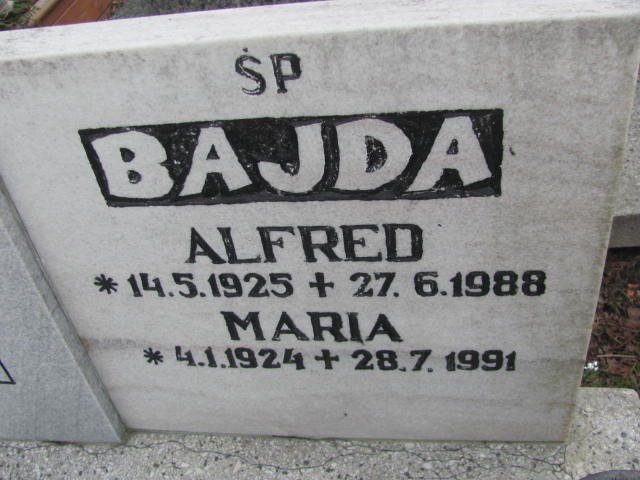 ŚP
BAJDA
ALFRED
* 14.5.1925 + 27. 6.1988
MARIA
* 4.1.1924 + 28.7. 1991